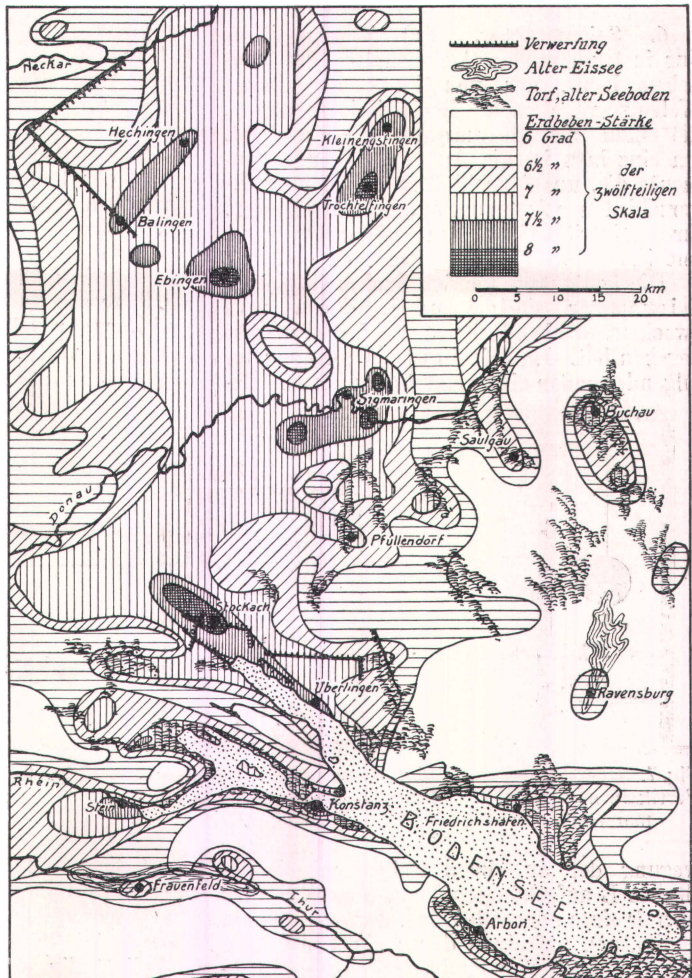 Verwerfung
Alter Eissee
Torf, alter Seeboden
Erdbeben-Stärke
6 Grad
6½ „
7 „
7½ „
8 „
der
zwölfteiligen
Skala
0 5 10 15 20 km
Neckar
Hechingen
Kleinengstingen
Trochtelfingen
Balingen
Ebingen
Sigmaringen
Buchau
Saulgau
Donau
Pfullendorf
Stockach
Überlingen
Ravensburg
Rhein
Stein
Konstanz
Friedrichshafen
BODENSEE
Frauenfeld
Thur
Arbon